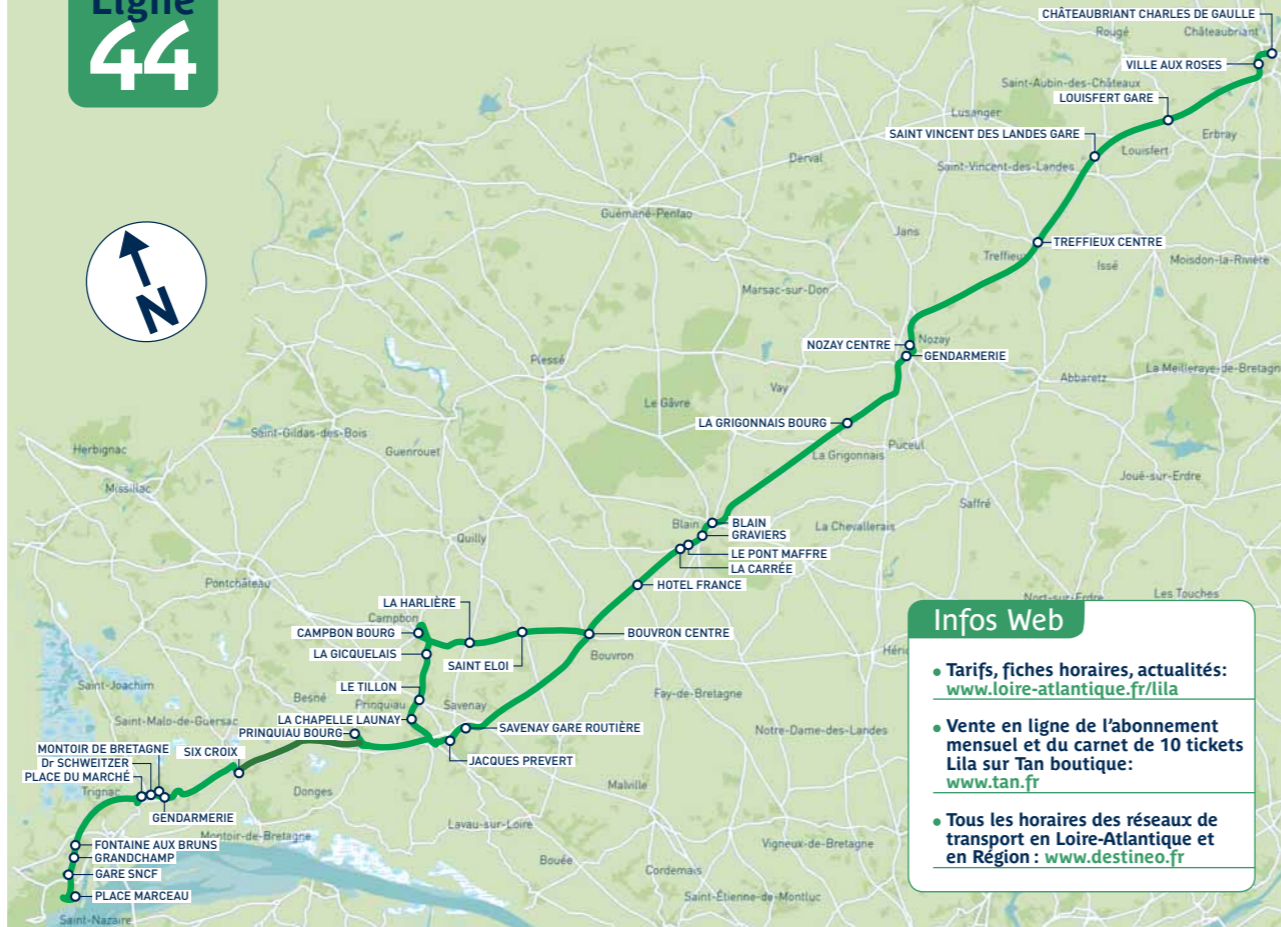 Ligne
44
CHÂTEAUBRIANT CHARLES DE GAULLE
Rougé
Châteaubriant
VILLE AUX ROSES
Saint-Aubin-des-Châteaux
LOUISFERT GARE
Lusanger
Erbray
SAINT VINCENT DES LANDES GARE
Louisfert
Derval
Saint-Vincent-des-Landes
Guémané-Penfao
Jans
TREFFIEUX CENTRE
Treffieux
Issé
Moisdon-la-Rivière
N
Marsac-sur-Don
NOZAY CENTRE
Nozay
GENDARMERIE
Plessé
La Meilleraye-de-Bretagn
Abbaretz
Vay
Le Gâvre
LA GRIGONNAIS BOURG
Saint-Gildas-des-Bois
Puceul
Herbignac
Guenrouet
La Grigonnais
Joué-sur-Erdre
Missillac
Saffré
Blain
BLAIN
La Chevallerais
GRAVIERS
Quilly
LE PONT MAFFRE
LA CARRÉE
Pontchâteau
HOTEL FRANCE
Nort-sur-Erdre
Les Touches
LA HARLIÈRE
Campbon
CAMPBON BOURG
BOUVRON CENTRE
LA GICQUELAIS
SAINT ELOI
Bouvron
Héric
Saint-Joachim
LE TILLON
Besné
Prinquiau
Savenay
Fay-de-Bretagne
Saint-Malo-de-Guersac
LA CHAPELLE LAUNAY
SAVENAY GARE ROUTIÈRE
Notre-Dame-des-Landes
PRINQUIAU BOURG
MONTOIR DE BRETAGNE
SIX CROIX
JACQUES PREVERT
Dr SCHWEITZER
PLACE DU MARCHÉ
Trignac
Donges
Malville
GENDARMERIE
Lavau-sur-Loire
Montoir-de-Bretagne
FONTAINE AUX BRUNS
Vigneux-de-Bretagne
GRANDCHAMP
Bouée
GARE SNCF
Cordemais
PLACE MARCEAU
Saint-Étienne-de-Montluc
Saint-Nazaire
Infos Web
• Tarifs, fiches horaires, actualités:
www.loire-atlantique.fr/lila
• Vente en ligne de l'abonnement
mensuel et du carnet de 10 tickets
Lila sur Tan boutique:
www.tan.fr
• Tous les horaires des réseaux de
transport en Loire-Atlantique et
en Région : www.destineo.fr